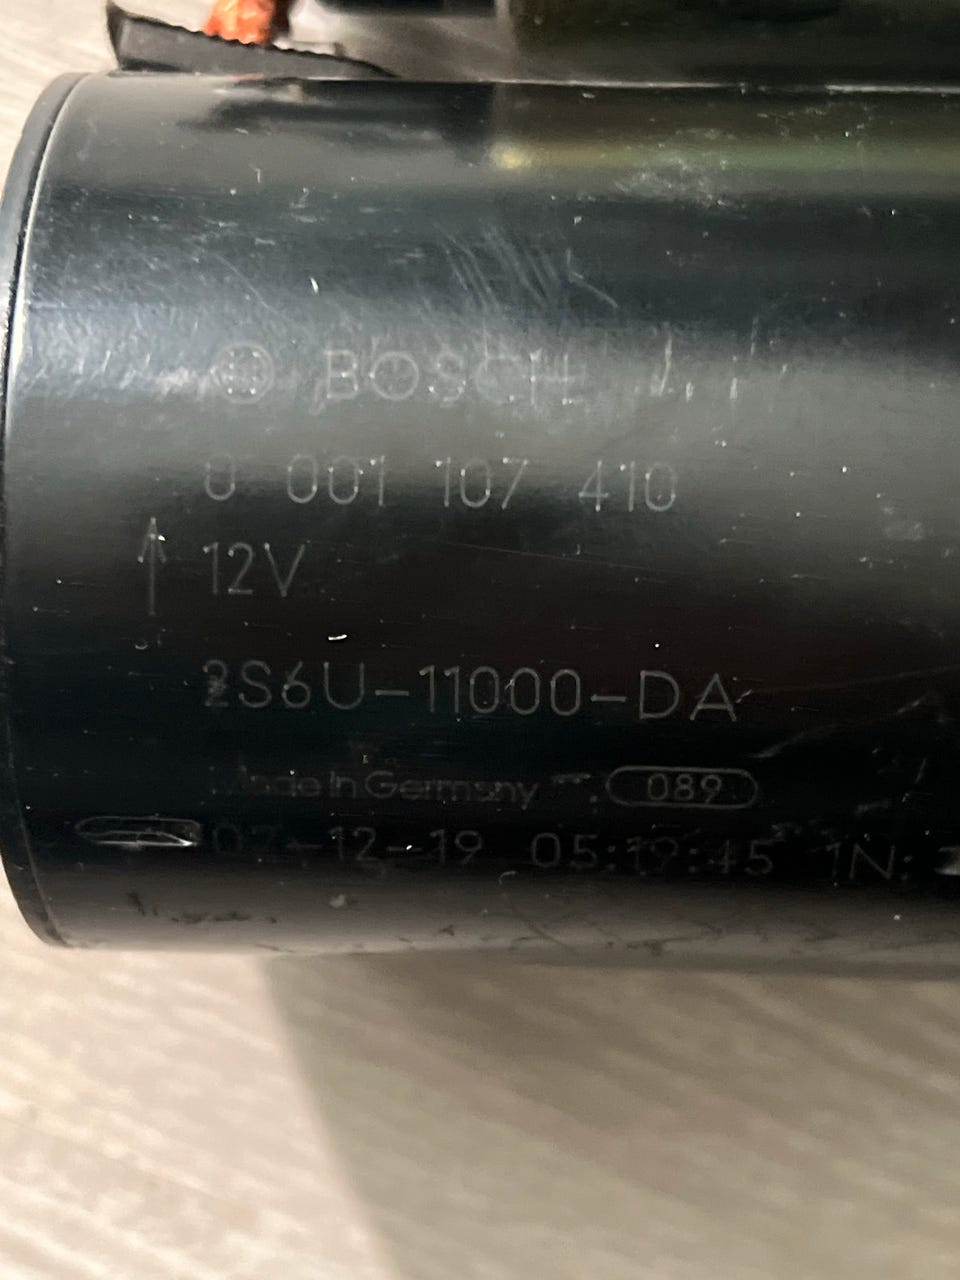 BOSCH
0 001 107 410
12V
2S6U-11000-DA
Made In Germany 089
07-12-19 05:19:45 1N: